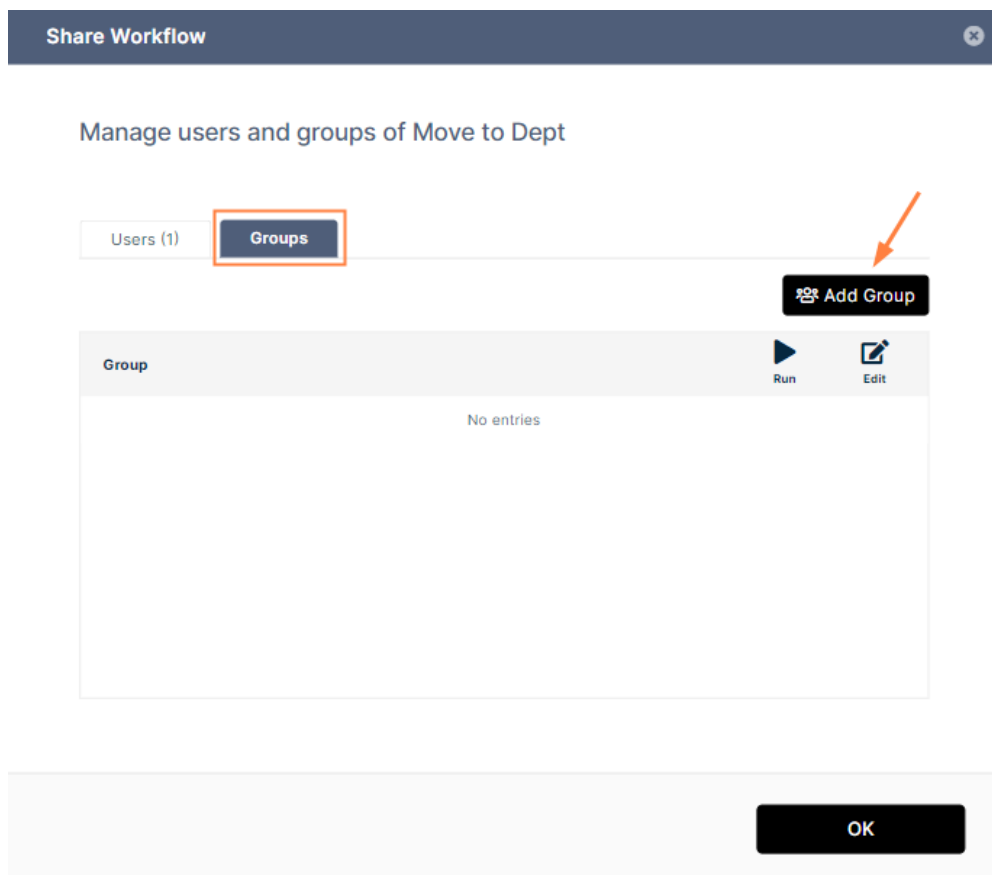 Share Workflow
Manage users and groups of Move to Dept
Users (1) Groups
Add Group
Group Run Edit
No entries
OK